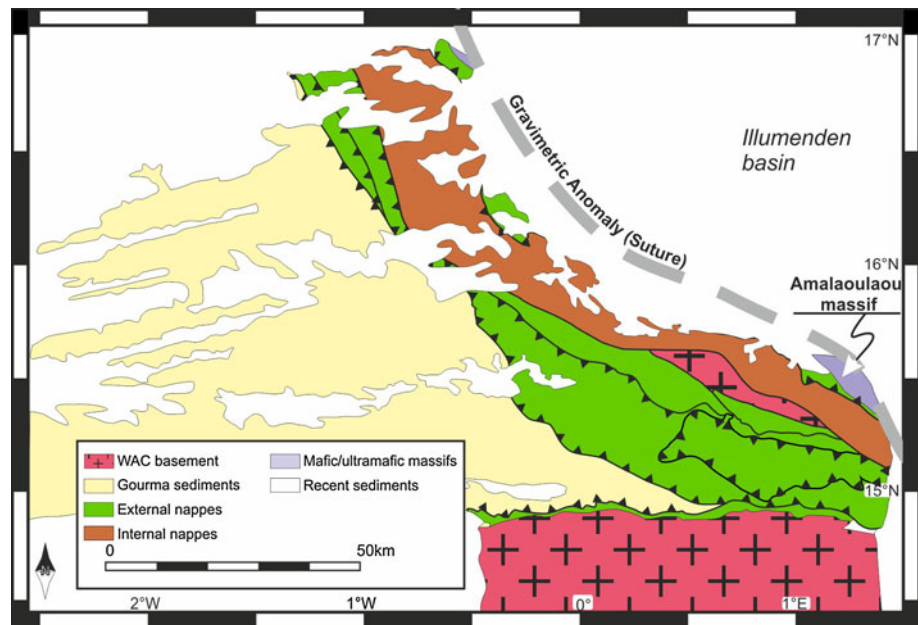 17°N
Gravimetric Anomaly (Suture)
Illumenden
basin
16°N
Amalaoulaou
massif
WAC basement
Mafic/ultramafic massifs
Gourma sediments
Recent sediments
External nappes
Internal nappes
15°N
0
50km
2°W
1°W
0°
1°E